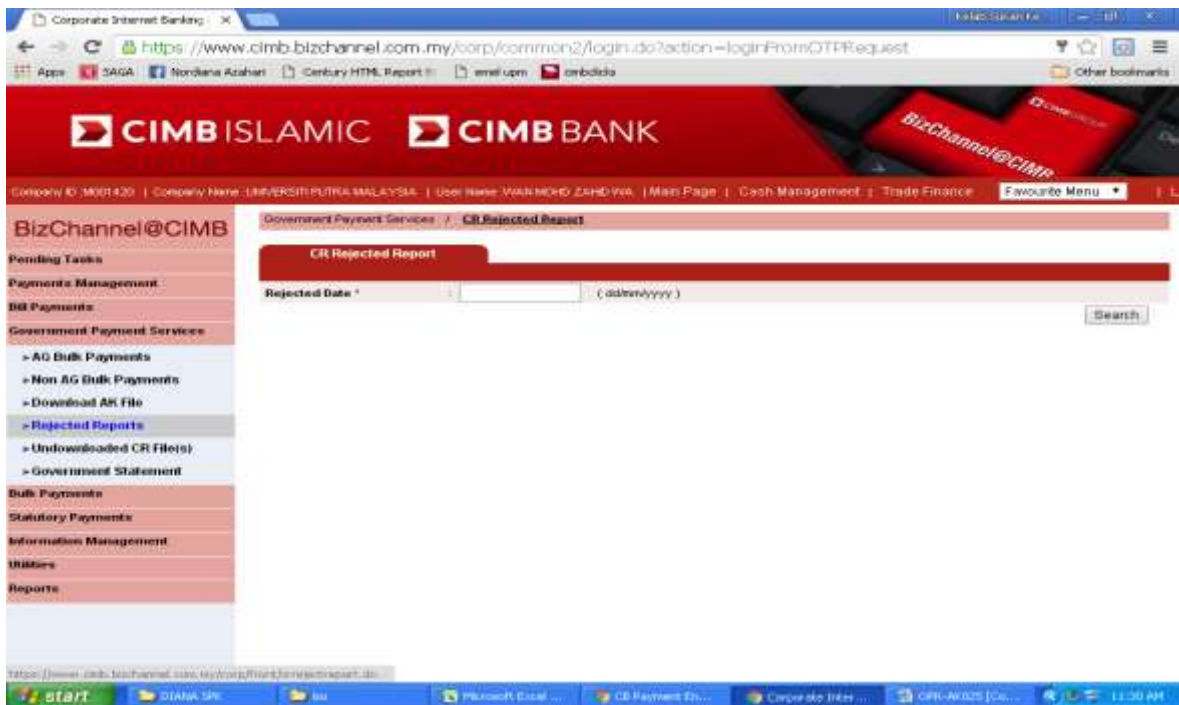 Corporate Internet Banking
https://www.cimb.bizchannel.com.my/corp/common2/login.do?action=loginFromOTPRequest
Apps SAGA Nordiana Azahari Century HTML Report emel upm cimbclicks Other bookmarks
CIMB ISLAMIC CIMB BANK
BizChannel@CIMB
Company ID :M001420 | Company Name :UNIVERSITI PUTRA MALAYSIA | User Name :WAN MOHD ZAHID WA | Main Page | Cash Management | Trade Finance Favourite Menu
BizChannel@CIMB
Government Payment Services / CR Rejected Report
CR Rejected Report
Rejected Date * : ( dd/mm/yyyy )
Search
Pending Tasks
Payments Management
Bill Payments
Government Payment Services
» AG Bulk Payments
» Non AG Bulk Payments
» Download AK File
» Rejected Reports
» Undownloaded CR File(s)
» Government Statement
Bulk Payments
Statutory Payments
Information Management
Utilities
Reports
start DIANA SPK Microsoft Excel ... CB Payment En... Corporate Inter... 11:30 AM